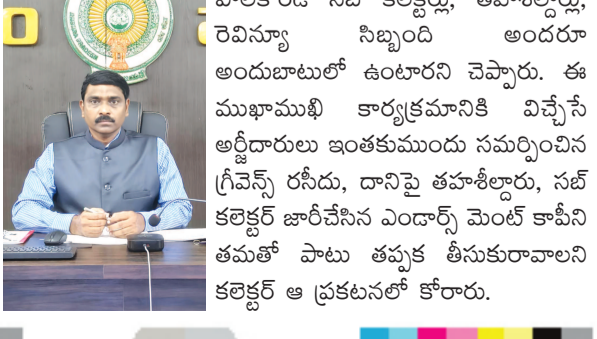 రెవిన్యూ సిబ్బంది అందరూ
అందుబాటులో ఉంటారని చెప్పారు. ఈ
ముఖాముఖి కార్యక్రమానికి విచ్చేసే
అర్జీదారులు ఇంతకుముందు సమర్పించిన
గ్రీవెన్స్ రసీదు, దానిపై తహశీల్దారు, సబ్
కలెక్టర్ జారీచేసిన ఎండార్స్ మెంట్ కాపీని
తమతో పాటు తప్పక తీసుకురావాలని
కలెక్టర్ ఆ ప్రకటనలో కోరారు.